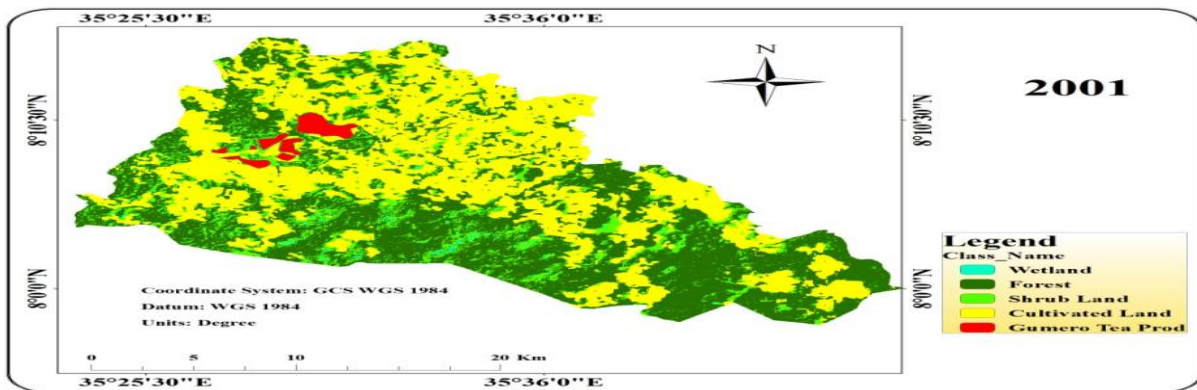 35°25'30"E 35°36'0"E
N
2001
8°10'30"N 8°10'30"N
Legend
Class_Name
Wetland
Forest
Shrub Land
Cultivated Land
Gumero Tea Prod
8°0'0"N 8°0'0"N
Coordinate System: GCS WGS 1984
Datum: WGS 1984
Units: Degree
0 5 10 20 Km
35°25'30"E 35°36'0"E